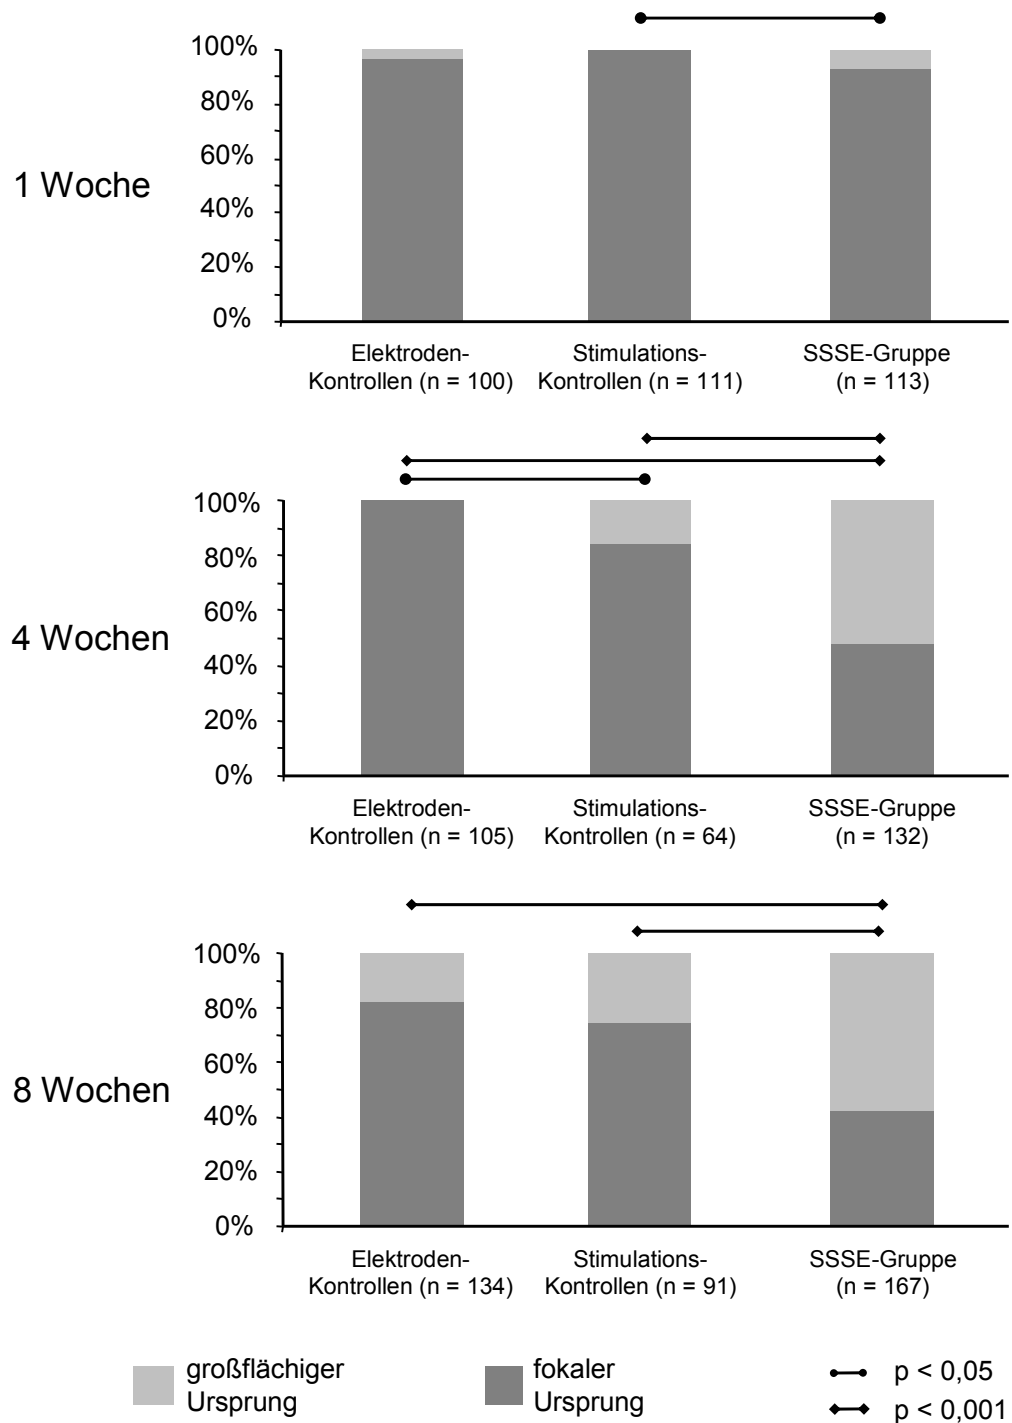 100%
80%
60%
40%
20%
0%
1 Woche
Elektroden-
Kontrollen (n = 100)
Stimulations-
Kontrollen (n = 111)
SSSE-Gruppe
(n = 113)
100%
80%
60%
40%
20%
0%
4 Wochen
Elektroden-
Kontrollen (n = 105)
Stimulations-
Kontrollen (n = 64)
SSSE-Gruppe
(n = 132)
100%
80%
60%
40%
20%
0%
8 Wochen
Elektroden-
Kontrollen (n = 134)
Stimulations-
Kontrollen (n = 91)
SSSE-Gruppe
(n = 167)
großflächiger
Ursprung
fokaler
Ursprung
p < 0,05
p < 0,001